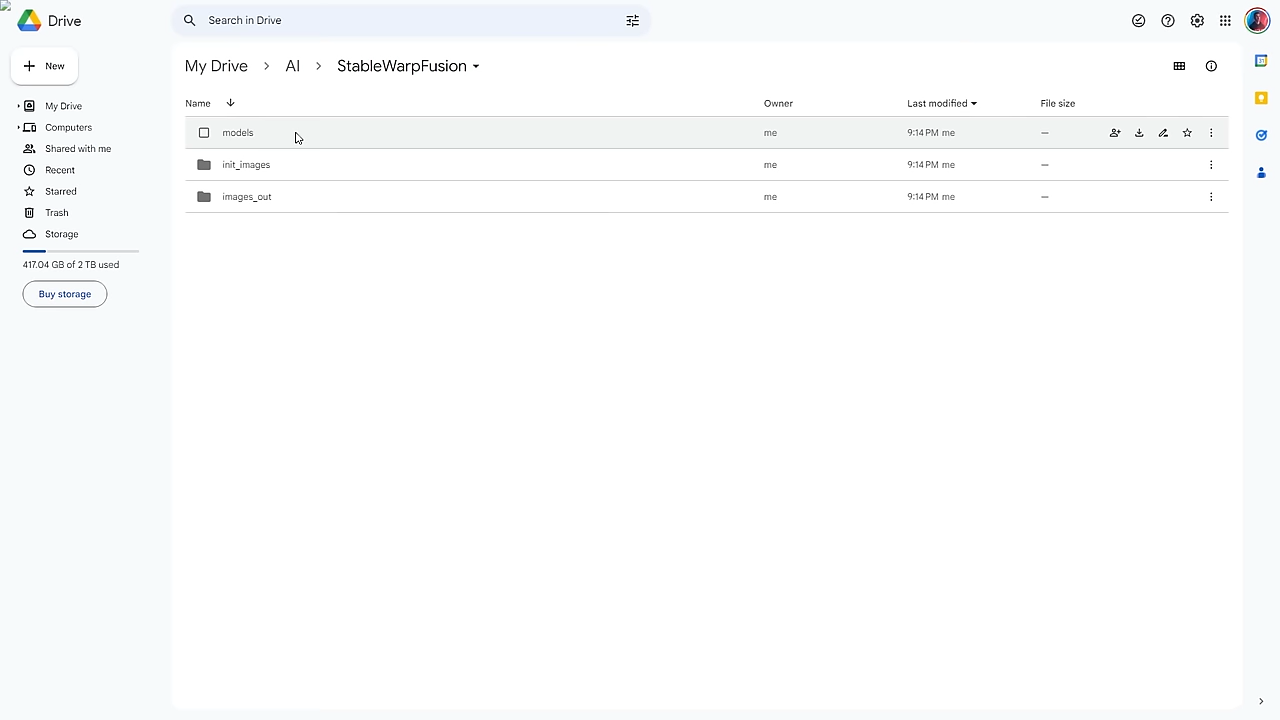 Drive
Search in Drive
New
My Drive
Computers
Shared with me
Recent
Starred
Trash
Storage
417.04 GB of 2 TB used
Buy storage
My Drive
AI
StableWarpFusion
Name
Owner
Last modified
File size
models
me
9:14 PM me
—
init_images
me
9:14 PM me
—
images_out
me
9:14 PM me
—